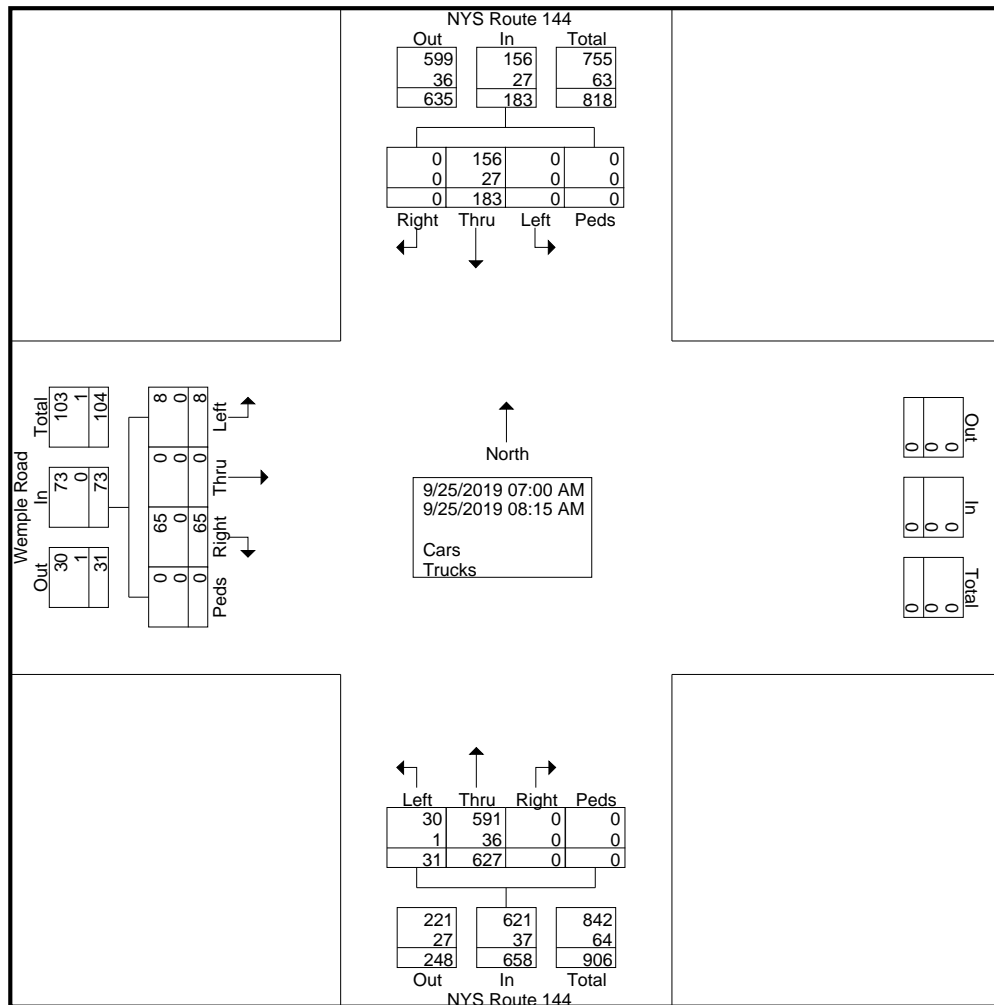 NYS Route 144
Out In Total
599 156 755
36 27 63
635 183 818
0 156 0 0
0 27 0 0
0 183 0 0
Right Thru Left Peds
Wemple Road
Total In Out
103 73 30
1 0 1
104 73 31
8 0 65 0
0 0 0 0
8 0 65 0
Left Thru Right Peds
North
9/25/2019 07:00 AM
9/25/2019 08:15 AM
Cars
Trucks
Out In Total
0 0 0
0 0 0
0 0 0
Left Thru Right Peds
30 591 0 0
1 36 0 0
31 627 0 0
221 621 842
27 37 64
248 658 906
Out In Total
NYS Route 144